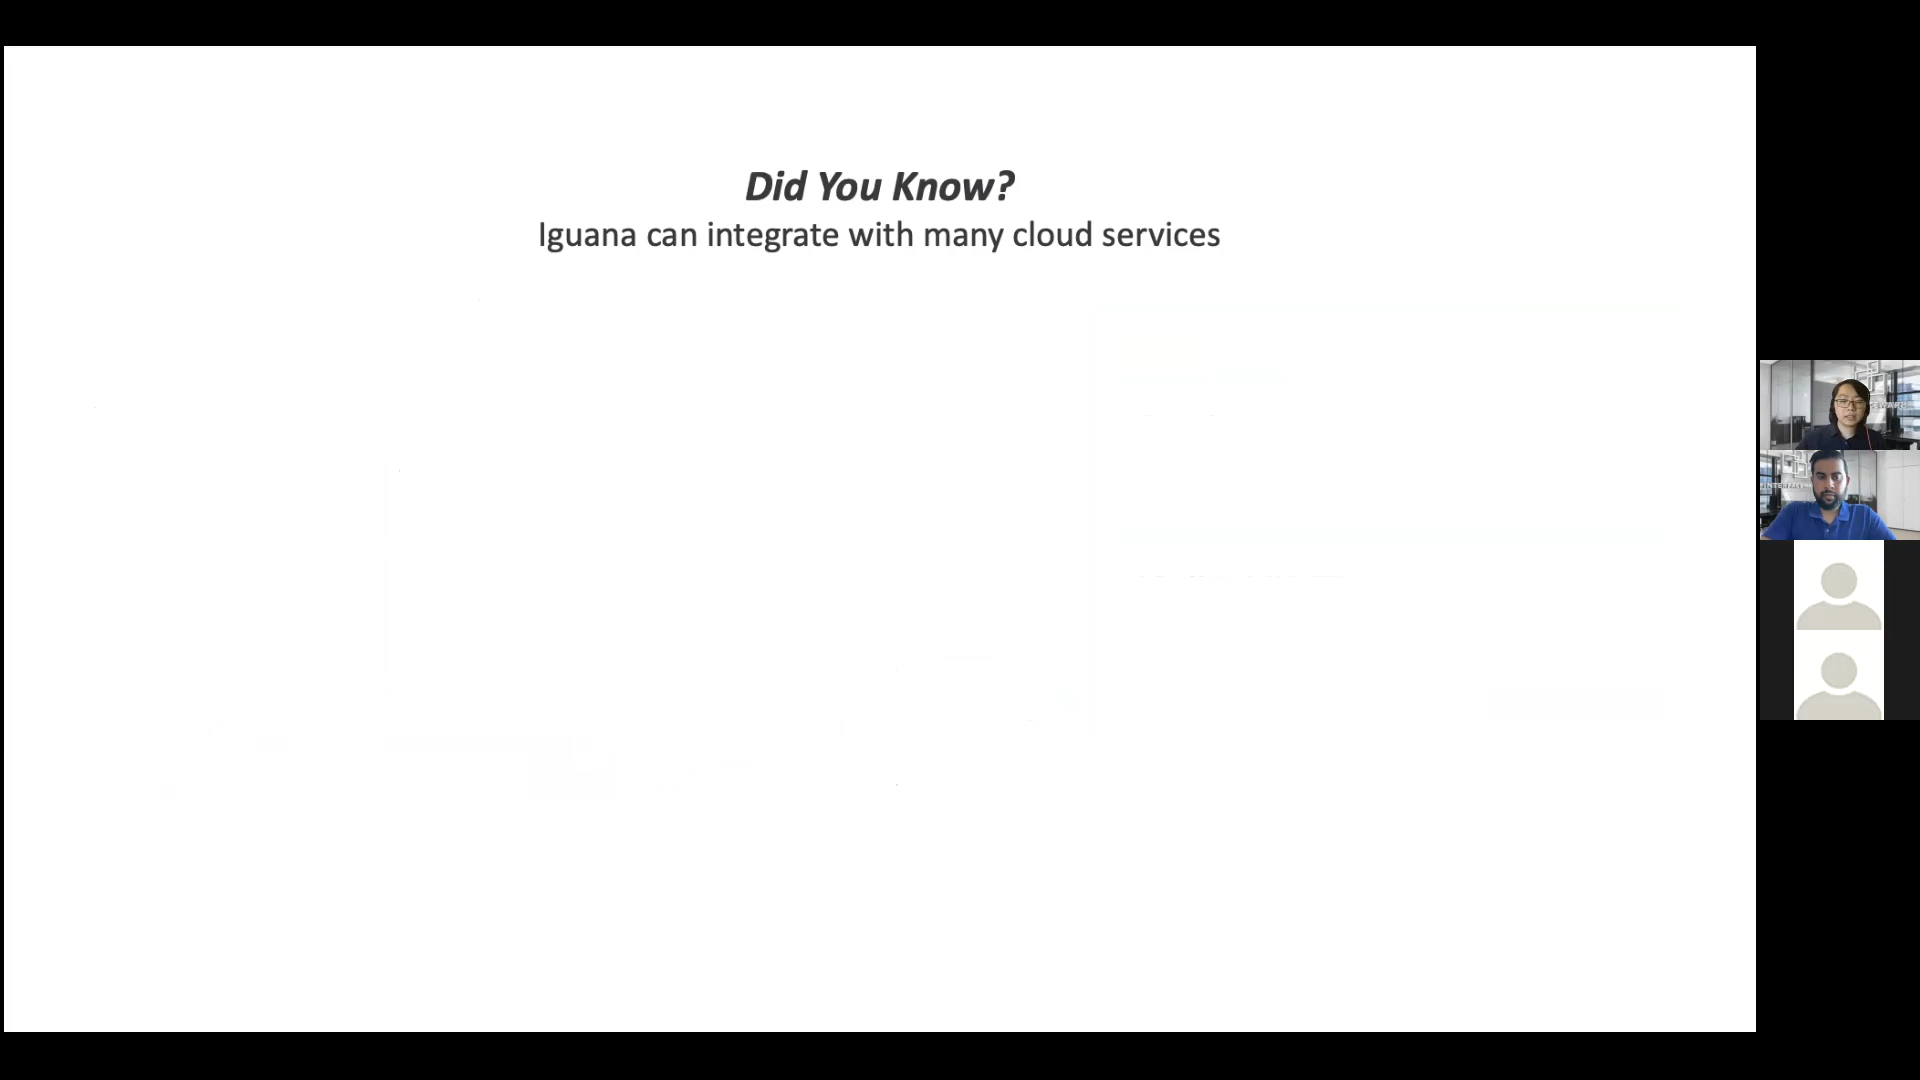 Did You Know?
Iguana can integrate with many cloud services